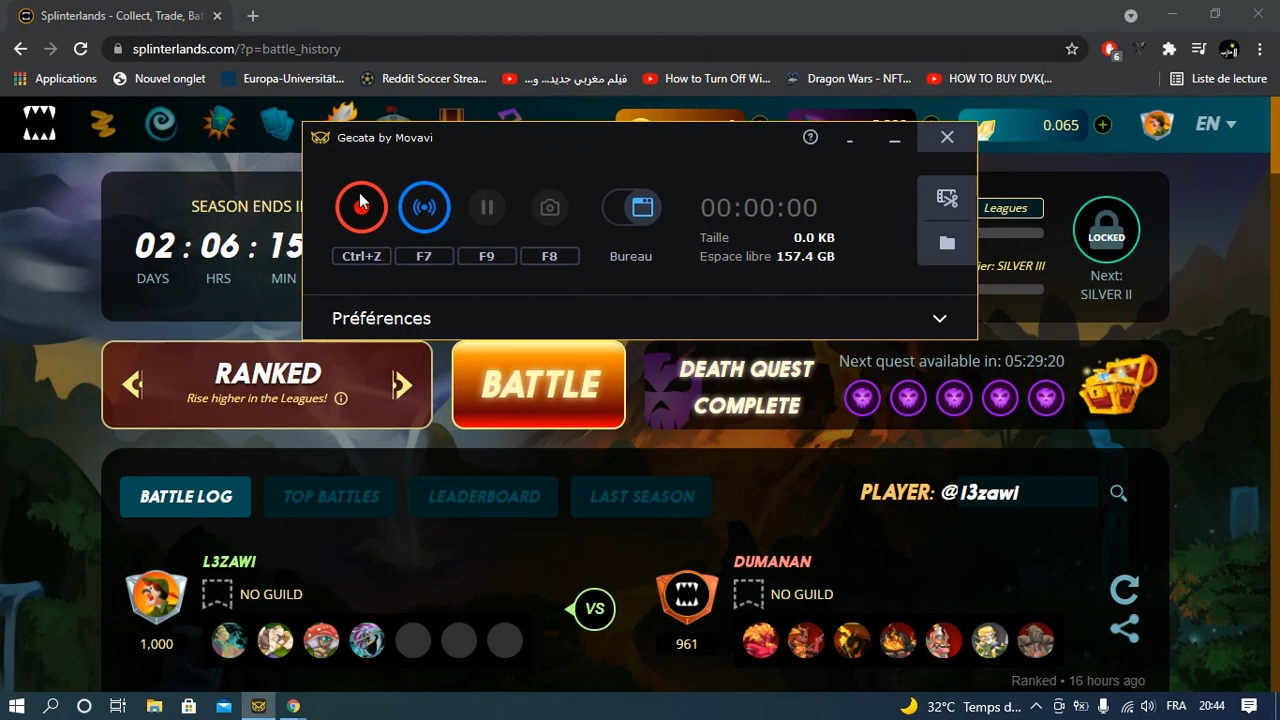 Splinterlands - Collect, Trade, Bat
splinterlands.com/?p=battle_history
6
Applications
Nouvel onglet
Europa-Universität...
Reddit Soccer Strea...
فيلم مغربي جديد... و...
How to Turn Off Wi...
Dragon Wars - NFT...
HOW TO BUY DVK(...
Liste de lecture
0.065
EN
Gecata by Movavi
00:00:00
Taille 0.0 KB
Espace libre 157.4 GB
Ctrl+Z F7 F9 F8 Bureau
Préférences
SEASON ENDS I
02 : 06 : 15
DAYS HRS MIN
Leagues
ier: SILVER III
LOCKED
Next:
SILVER II
RANKED
Rise higher in the Leagues!
BATTLE
DEATH QUEST
COMPLETE
Next quest available in: 05:29:20
BATTLE LOG
TOP BATTLES
LEADERBOARD
LAST SEASON
PLAYER: @l3zawi
L3ZAWI
NO GUILD
1,000
VS
DUMANAN
NO GUILD
961
Ranked • 16 hours ago
32°C Temps d...
FRA
20:44